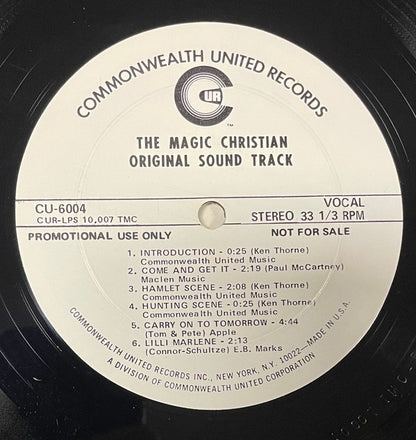 COMMONWEALTH UNITED RECORDS
CUR
TM
THE MAGIC CHRISTIAN
ORIGINAL SOUND TRACK
CU-6004
VOCAL
CUR-LPS 10,007 TMC
STEREO 33 1/3 RPM
PROMOTIONAL USE ONLY
NOT FOR SALE
1. INTRODUCTION - 0:25 (Ken Thorne)
Commonwealth United Music
2. COME AND GET IT - 2:19 (Paul McCartney)
Maclen Music
3. HAMLET SCENE - 2:08 (Ken Thorne)
Commonwealth United Music
4. HUNTING SCENE - 0:25 (Ken Thorne)
Commonwealth United Music
5. CARRY ON TO TOMORROW - 4:44
(Tom & Pete) Apple
6. LILLI MARLENE - 2:13
(Connor-Schultze) E.B. Marks
COMMONWEALTH UNITED RECORDS INC., NEW YORK, N.Y. 10022—MADE IN U.S.A.
A DIVISION OF COMMONWEALTH UNITED CORPORATION